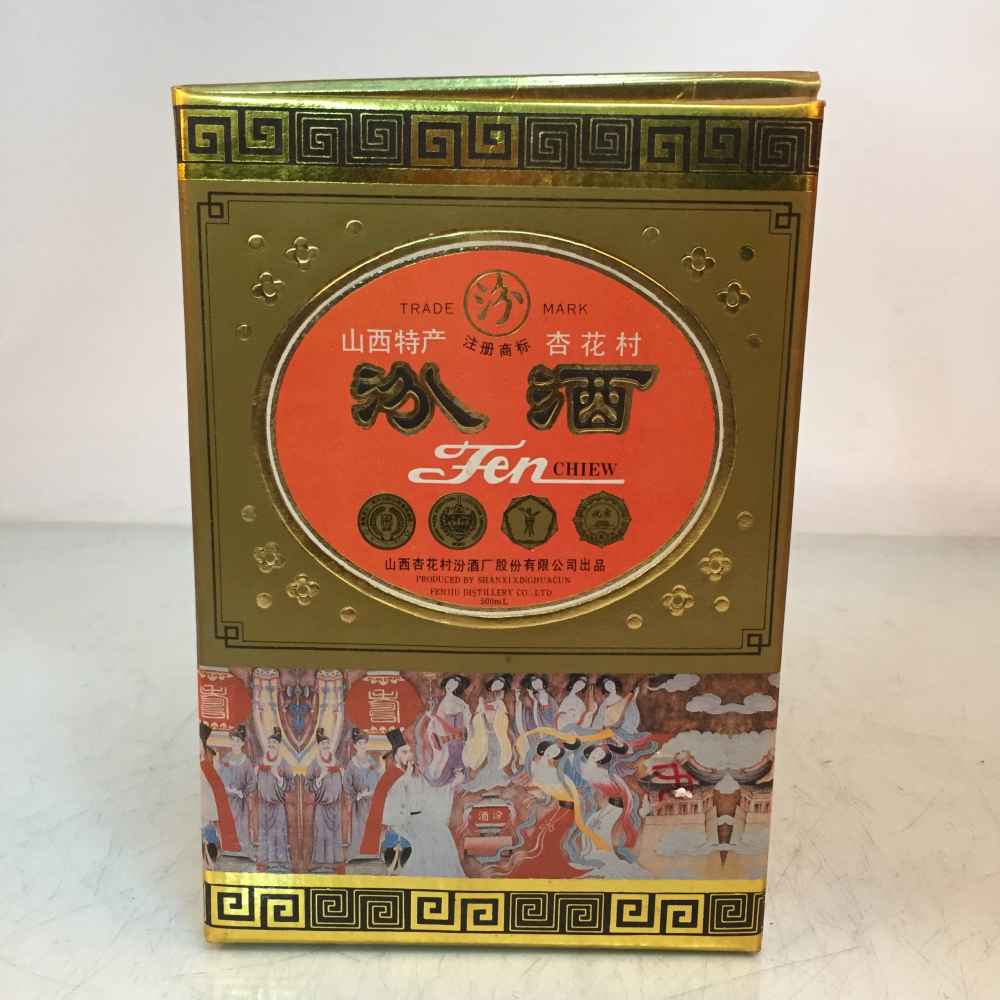 汾
TRADE MARK
注册商标
山西特产 杏花村
汾酒
Fen CHIEW
山西杏花村汾酒厂股份有限公司出品
PRODUCED BY SHANXI XINGHUACUN
FENJIU DISTILLERY CO., LTD
500mL
汾酒